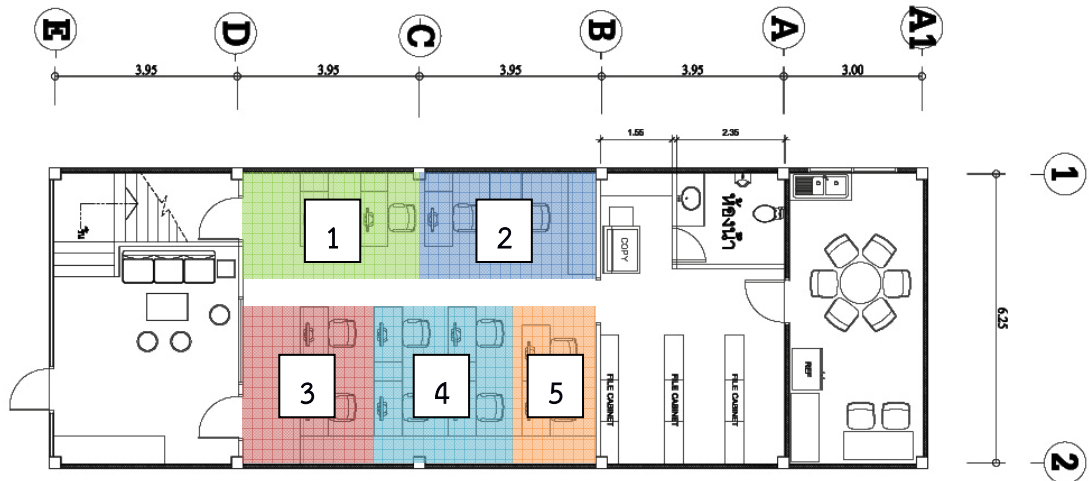 E D C B A A1
3.95 3.95 3.95 3.95 3.00
1.55 2.35
1
ห้องน้ำ
1 2
COPY
6.25
REF
3 4 5
FILE CABINET FILE CABINET FILE CABINET
2